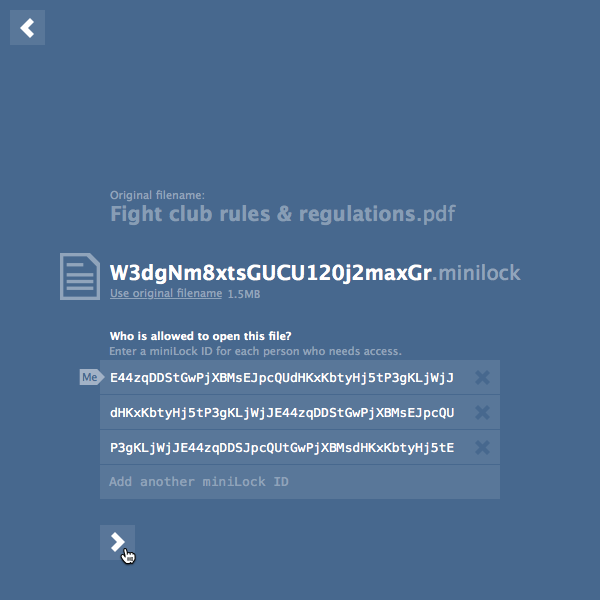 Original filename:
Fight club rules & regulations.pdf
W3dgNm8xtsGUCU120j2maxGr.minilock
Use original filename 1.5MB
Who is allowed to open this file?
Enter a miniLock ID for each person who needs access.
Me E44zqDDStGwPjXBMsEJpcQUdHKxKbtyHj5tP3gKLjWjJ
dHKxKbtyHj5tP3gKLjWjJE44zqDDStGwPjXBMsEJpcQU
P3gKLjWjJE44zqDDSJpcQUtGwPjXBMsdHKxKbtyHj5tE
Add another miniLock ID